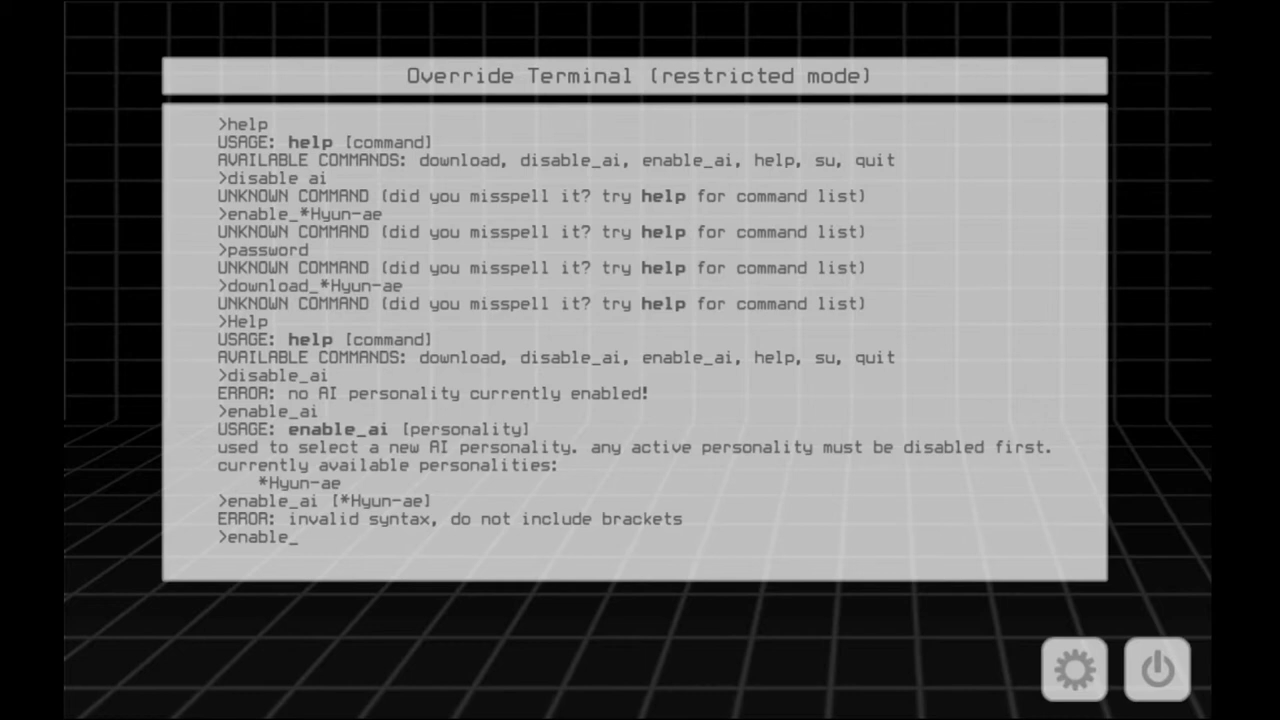 Override Terminal (restricted mode)
>help
USAGE: help [command]
AVAILABLE COMMANDS: download, disable_ai, enable_ai, help, su, quit
>disable ai
UNKNOWN COMMAND (did you misspell it? try help for command list)
>enable_*Hyun-ae
UNKNOWN COMMAND (did you misspell it? try help for command list)
>password
UNKNOWN COMMAND (did you misspell it? try help for command list)
>download_*Hyun-ae
UNKNOWN COMMAND (did you misspell it? try help for command list)
>Help
USAGE: help [command]
AVAILABLE COMMANDS: download, disable_ai, enable_ai, help, su, quit
>disable_ai
ERROR: no AI personality currently enabled!
>enable_ai
USAGE: enable_ai [personality]
used to select a new AI personality. any active personality must be disabled first.
currently available personalities:
*Hyun-ae
>enable_ai [*Hyun-ae]
ERROR: invalid syntax, do not include brackets
>enable_